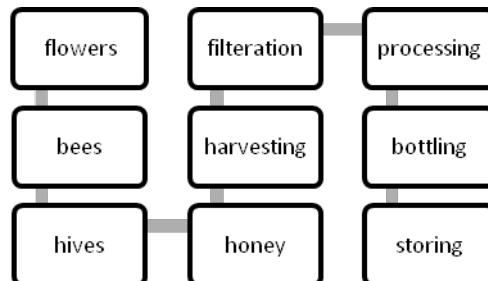 flowers
filteration
processing
bees
harvesting
bottling
hives
honey
storing